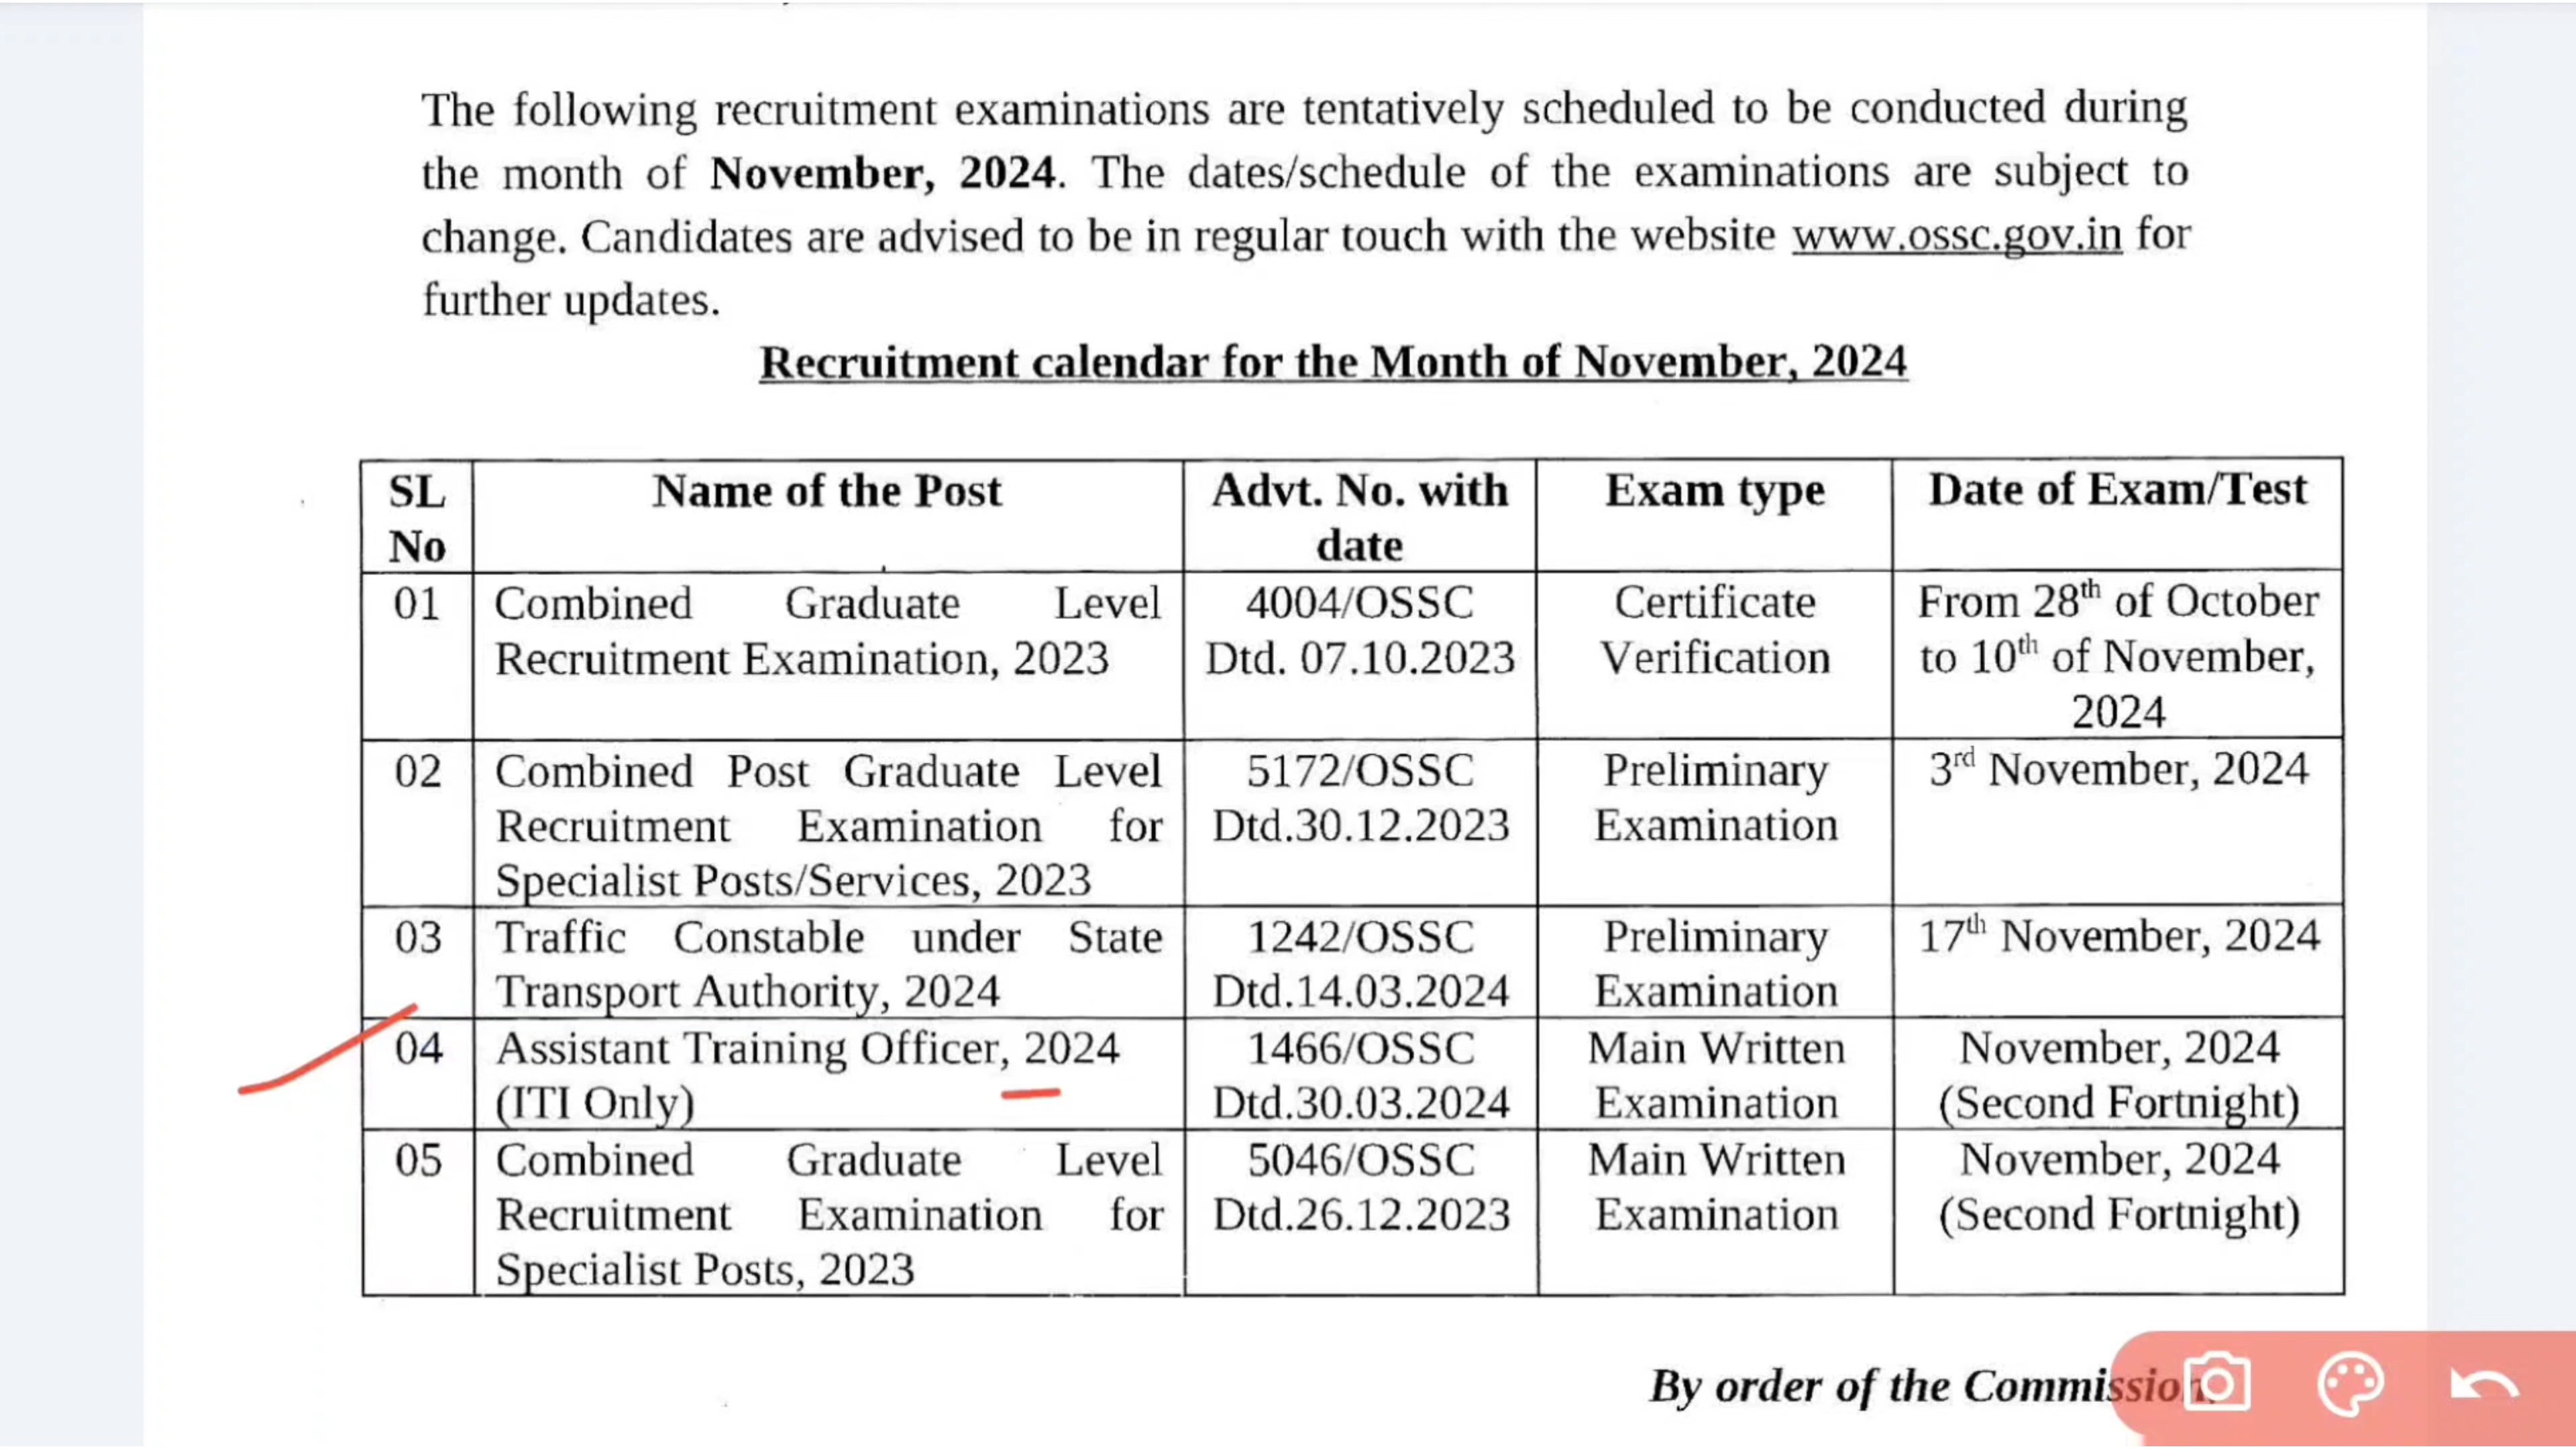 The following recruitment examinations are tentatively scheduled to be conducted during
the month of November, 2024. The dates/schedule of the examinations are subject to
change. Candidates are advised to be in regular touch with the website www.ossc.gov.in for
further updates.
Recruitment calendar for the Month of November, 2024
SL No | Name of the Post | Advt. No. with date | Exam type | Date of Exam/Test
01 | Combined Graduate Level Recruitment Examination, 2023 | 4004/OSSC Dtd. 07.10.2023 | Certificate Verification | From 28th of October to 10th of November, 2024
02 | Combined Post Graduate Level Recruitment Examination for Specialist Posts/Services, 2023 | 5172/OSSC Dtd.30.12.2023 | Preliminary Examination | 3rd November, 2024
03 | Traffic Constable under State Transport Authority, 2024 | 1242/OSSC Dtd.14.03.2024 | Preliminary Examination | 17th November, 2024
04 | Assistant Training Officer, 2024 (ITI Only) | 1466/OSSC Dtd.30.03.2024 | Main Written Examination | November, 2024 (Second Fortnight)
05 | Combined Graduate Level Recruitment Examination for Specialist Posts, 2023 | 5046/OSSC Dtd.26.12.2023 | Main Written Examination | November, 2024 (Second Fortnight)
By order of the Commission